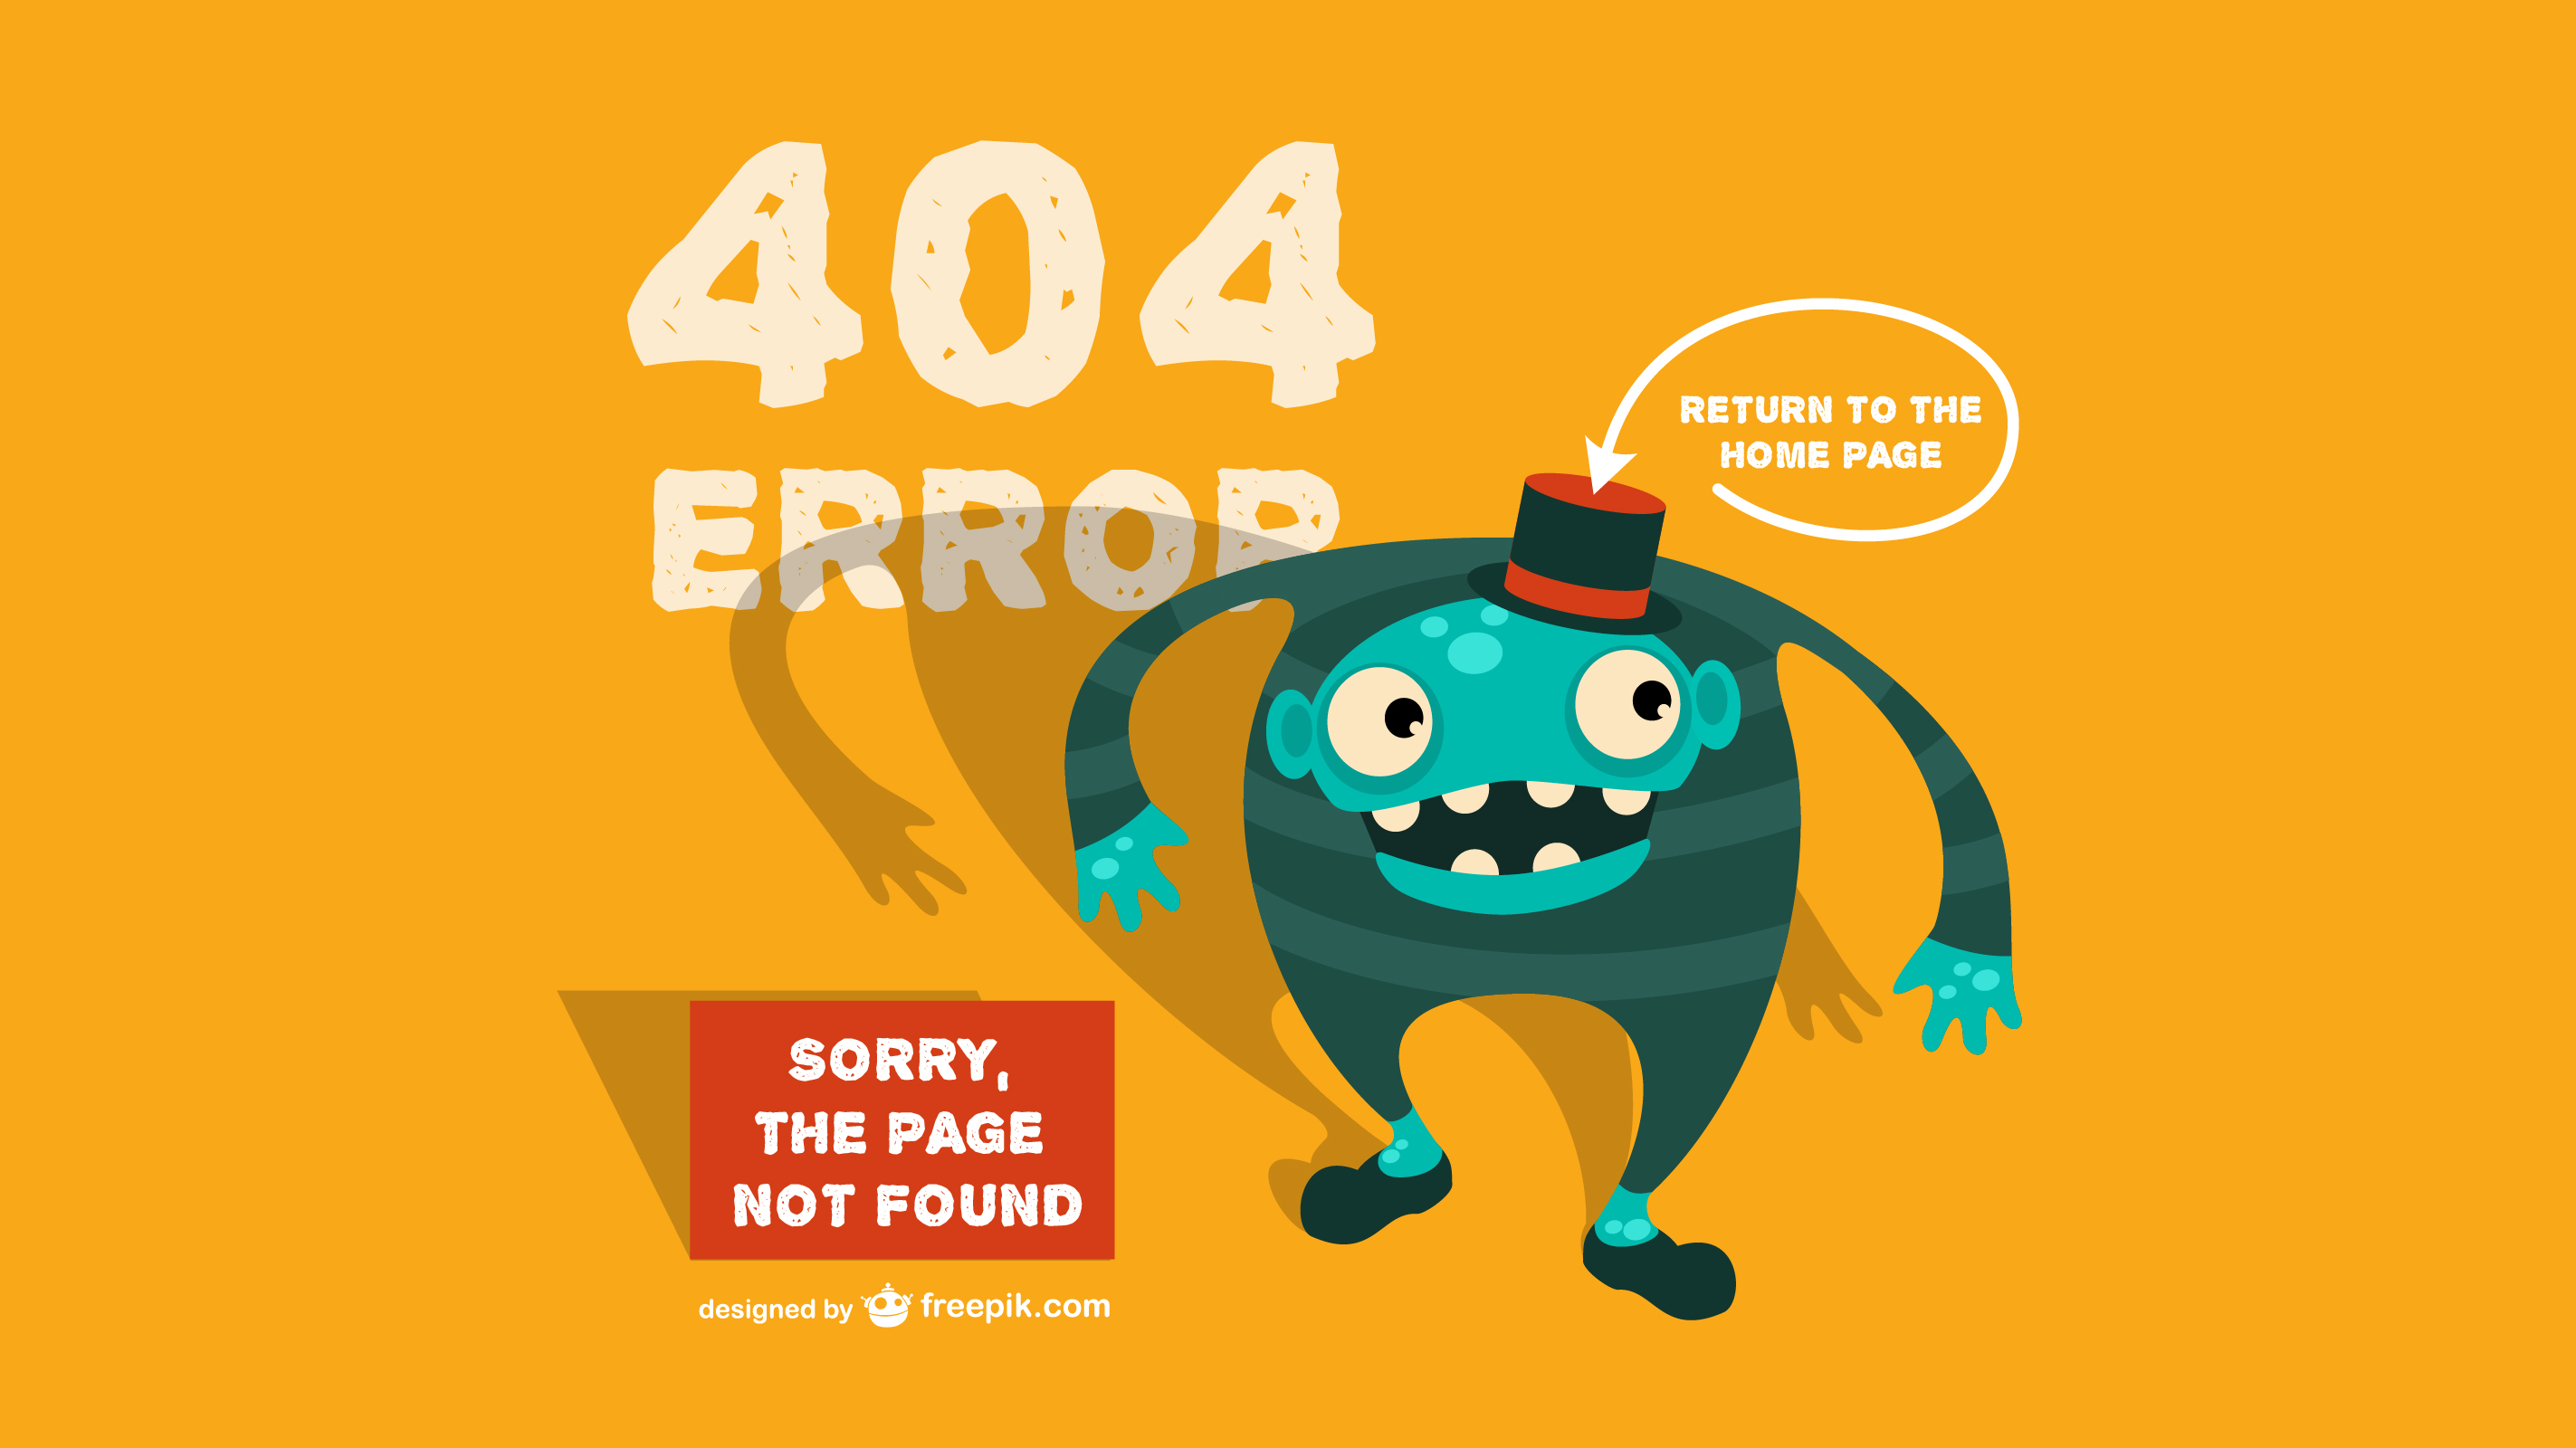 404
ERROR
RETURN TO THE
HOME PAGE
SORRY,
THE PAGE
NOT FOUND
designed by freepik.com